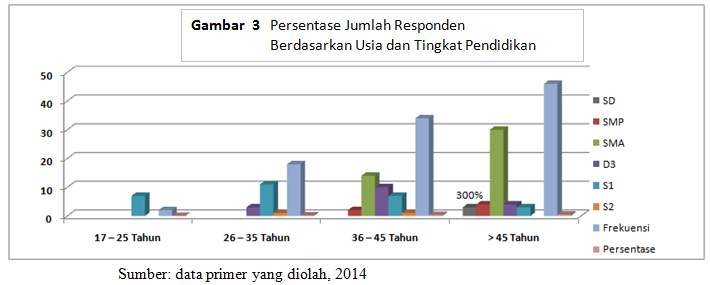 Gambar 3 Persentase Jumlah Responden
Berdasarkan Usia dan Tingkat Pendidikan
50
40
30
20
10
0
300%
17 – 25 Tahun
26 – 35 Tahun
36 – 45 Tahun
> 45 Tahun
SD
SMP
SMA
D3
S1
S2
Frekuensi
Persentase
Sumber: data primer yang diolah, 2014